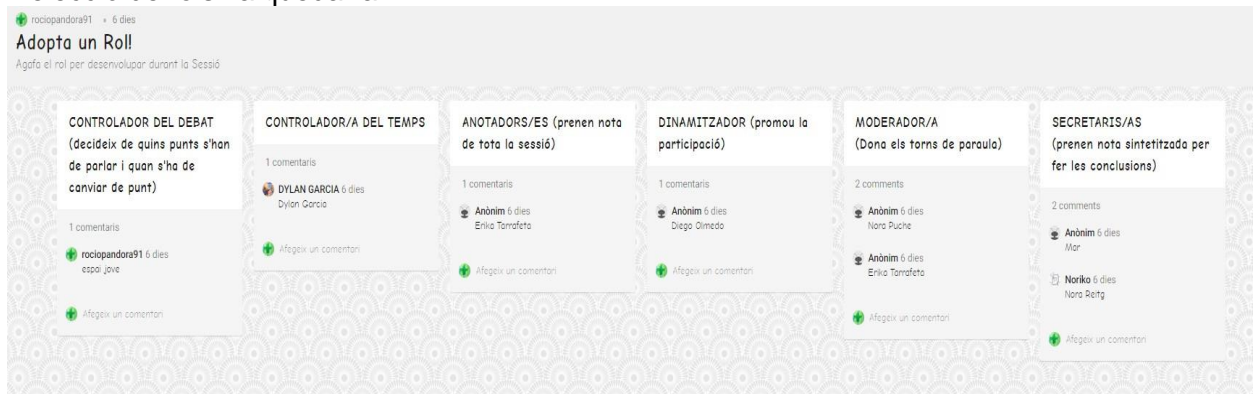 rociopandora91 • 6 dies
Adopta un Rol!
Agafa el rol per desenvolupar durant la Sessió
CONTROLADOR DEL DEBAT
(decideix de quins punts s'han
de parlar i quan s'ha de
canviar de punt)
1 comentaris
rociopandora91 6 dies
espai jove
Afegeix un comentari
CONTROLADOR/A DEL TEMPS
1 comentaris
DYLAN GARCIA 6 dies
Dylan Garcia
Afegeix un comentari
ANOTADORS/ES (prenen nota
de tota la sessió)
1 comentaris
Anònim 6 dies
Erika Tarrafeta
Afegeix un comentari
DINAMITZADOR (promou la
participació)
1 comentaris
Anònim 6 dies
Diego Olmedo
Afegeix un comentari
MODERADOR/A
(Dona els torns de paraula)
2 comments
Anònim 6 dies
Nora Puche
Anònim 6 dies
Erika Tarrafeta
Afegeix un comentari
SECRETARIS/AS
(prenen nota sintetitzada per
fer les conclusions)
2 comments
Anònim 6 dies
Mar
Noriko 6 dies
Nora Reitg
Afegeix un comentari